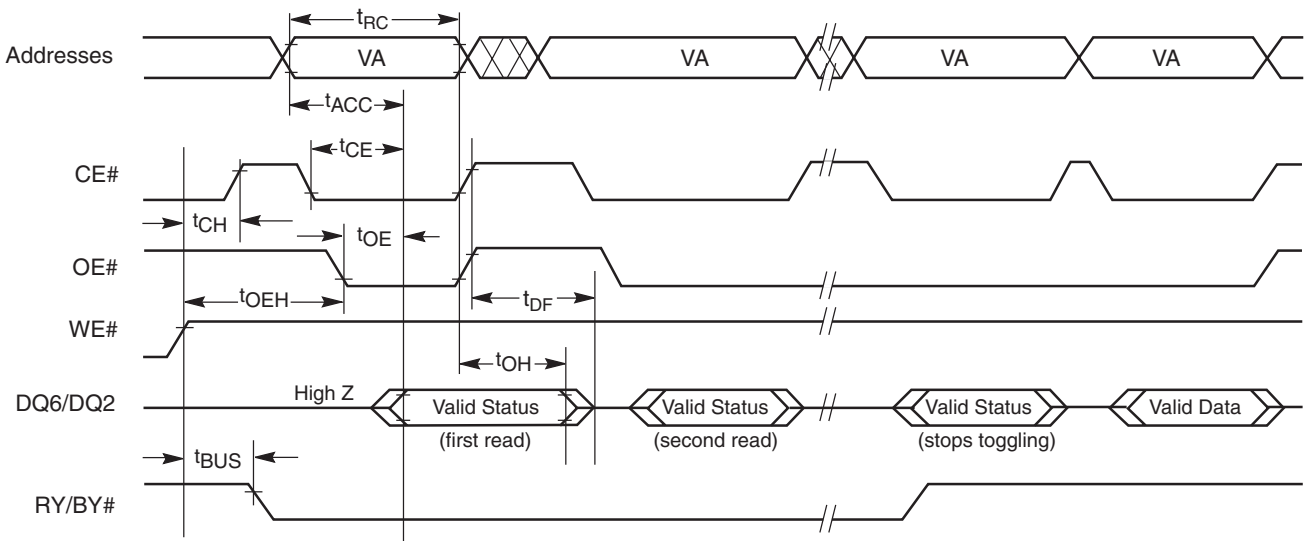 tRC
Addresses VA VA VA VA
tACC
tCE
CE#
tCH tOE
OE#
tOEH tDF
WE#
tOH
High Z
DQ6/DQ2 Valid Status Valid Status Valid Status Valid Data
(first read) (second read) (stops toggling)
tBUS
RY/BY#